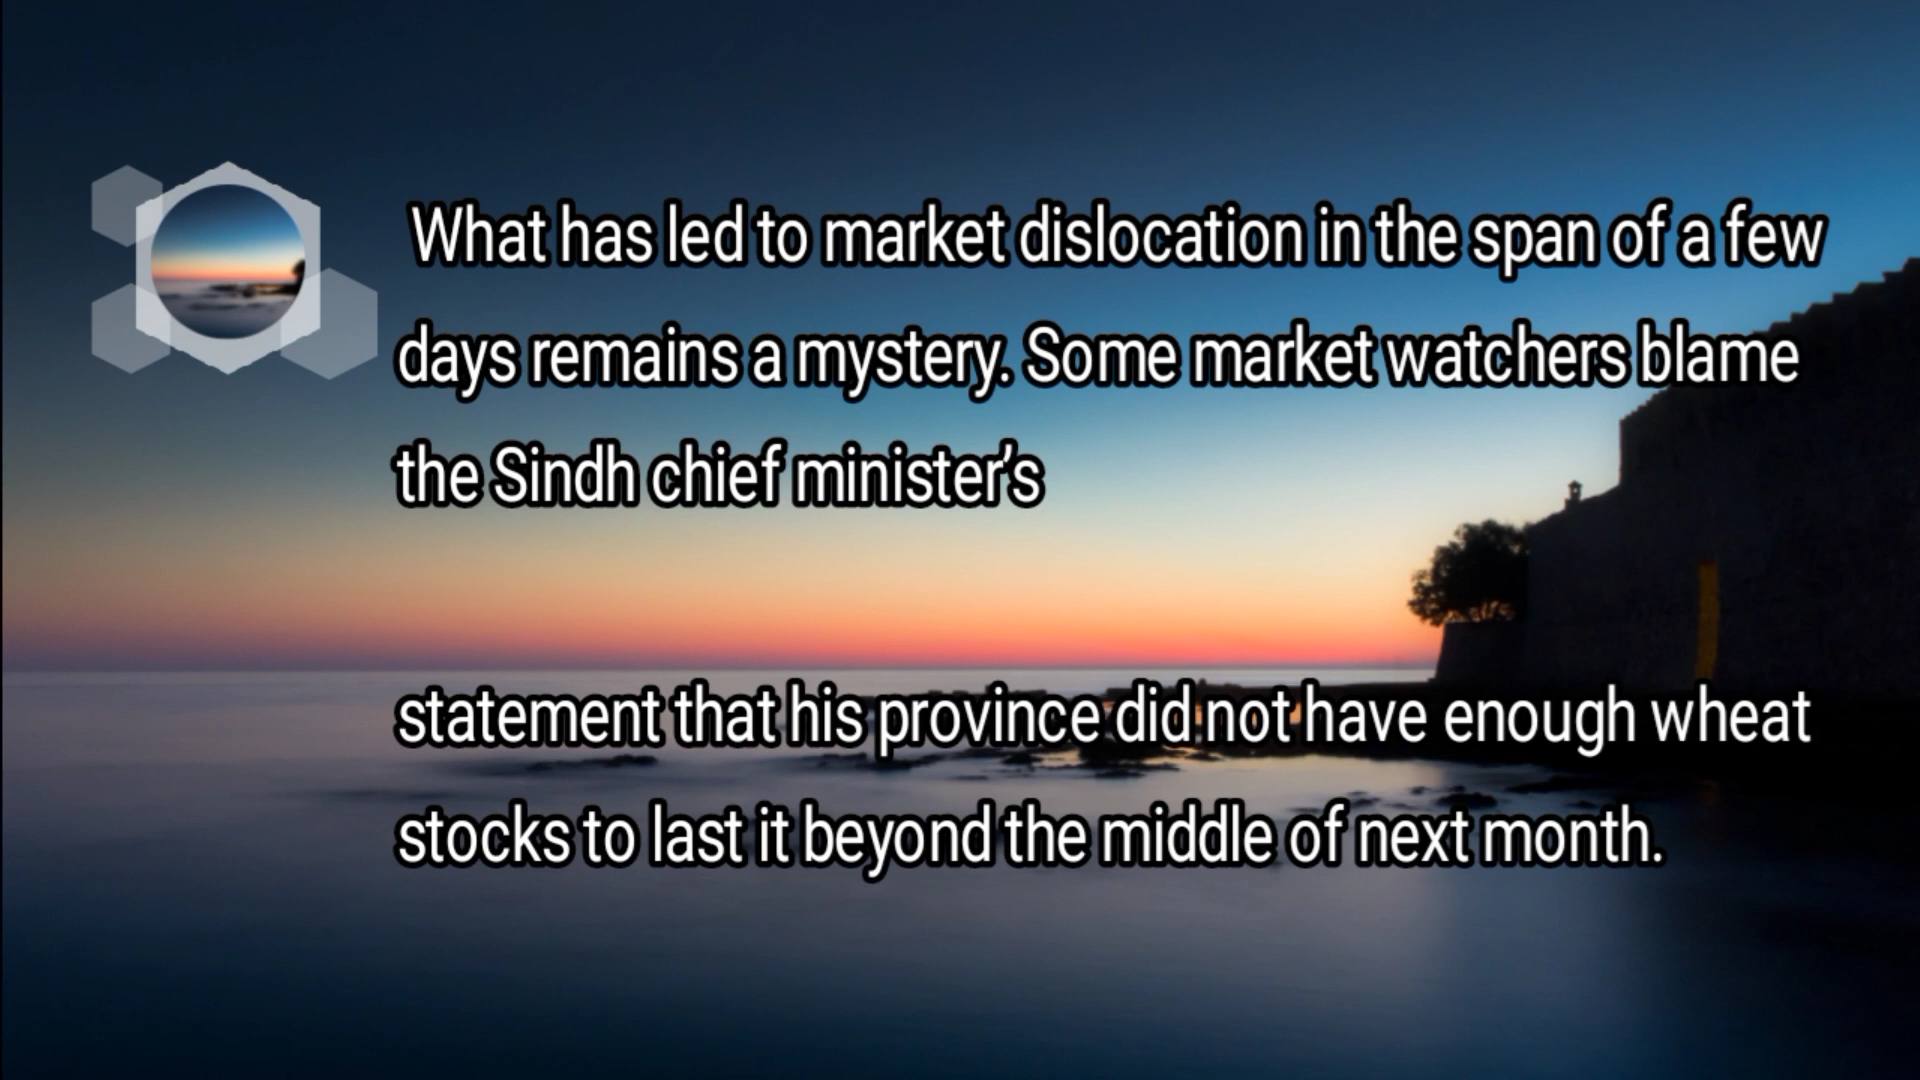 What has led to market dislocation in the span of a few
days remains a mystery. Some market watchers blame
the Sindh chief minister’s
statement that his province did not have enough wheat
stocks to last it beyond the middle of next month.